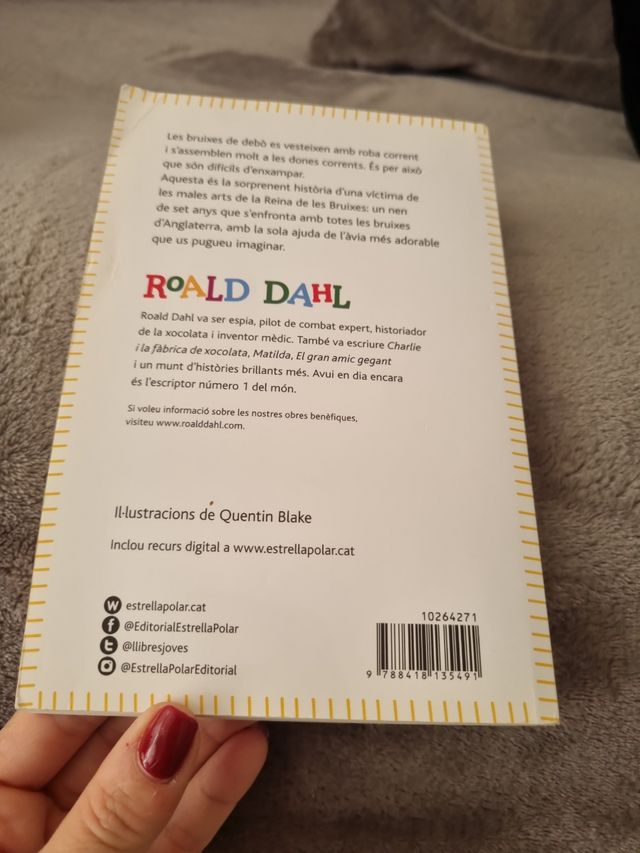 Les bruixes de debò es vesteixen amb roba corrent
i s'assemblen molt a les dones corrents. És per això
que són difícils d'enxampar.
Aquesta és la sorprenent història d'una víctima de
les males arts de la Reina de les Bruixes: un nen
de set anys que s'enfronta amb totes les bruixes
d'Anglaterra, amb la sola ajuda de l'àvia més adorable
que us pugueu imaginar.
ROALD DAHL
Roald Dahl va ser espia, pilot de combat expert, historiador
de la xocolata i inventor mèdic. També va escriure Charlie
i la fàbrica de xocolata, Matilda, El gran amic gegant
i un munt d'històries brillants més. Avui en dia encara
és l'escriptor número 1 del món.
Si voleu informació sobre les nostres obres benèfiques,
visiteu www.roalddahl.com.
Il·lustracions de Quentin Blake
Inclou recurs digital a www.estrellapolar.cat
estrellapolar.cat
@EditorialEstrellaPolar
@llibresjoves
@EstrellaPolarEditorial
10264271
9 788418 135491